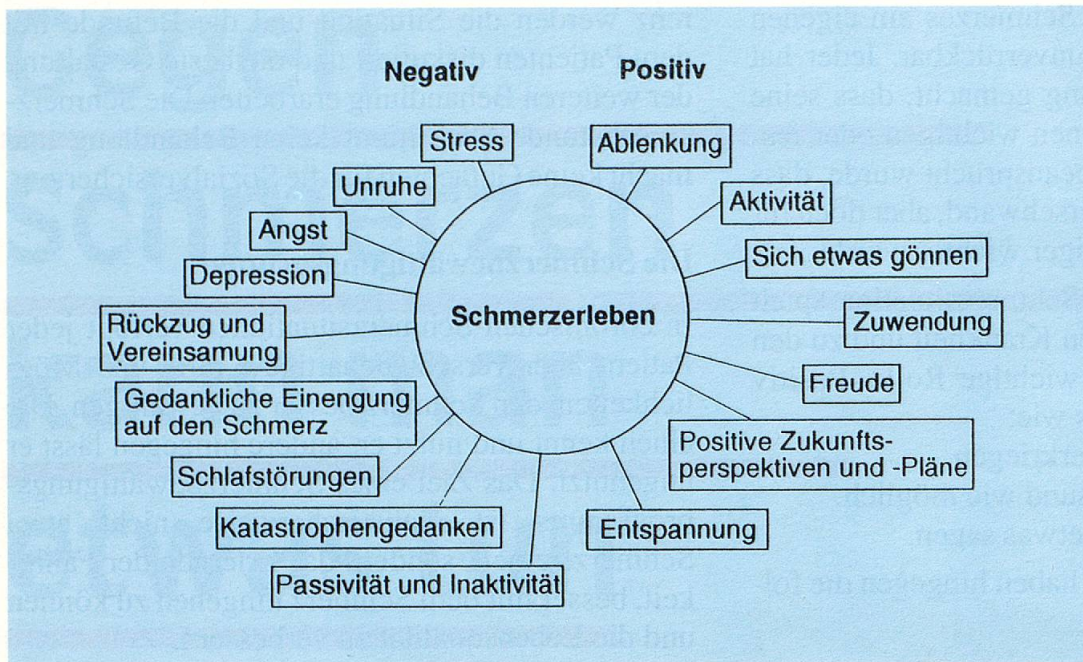 Negativ
Positiv
Stress
Unruhe
Angst
Depression
Rückzug und
Vereinsamung
Gedankliche Einengung
auf den Schmerz
Schlafstörungen
Katastrophengedanken
Passivität und Inaktivität
Schmerzerleben
Ablenkung
Aktivität
Sich etwas gönnen
Zuwendung
Freude
Positive Zukunfts-
perspektiven und -Pläne
Entspannung